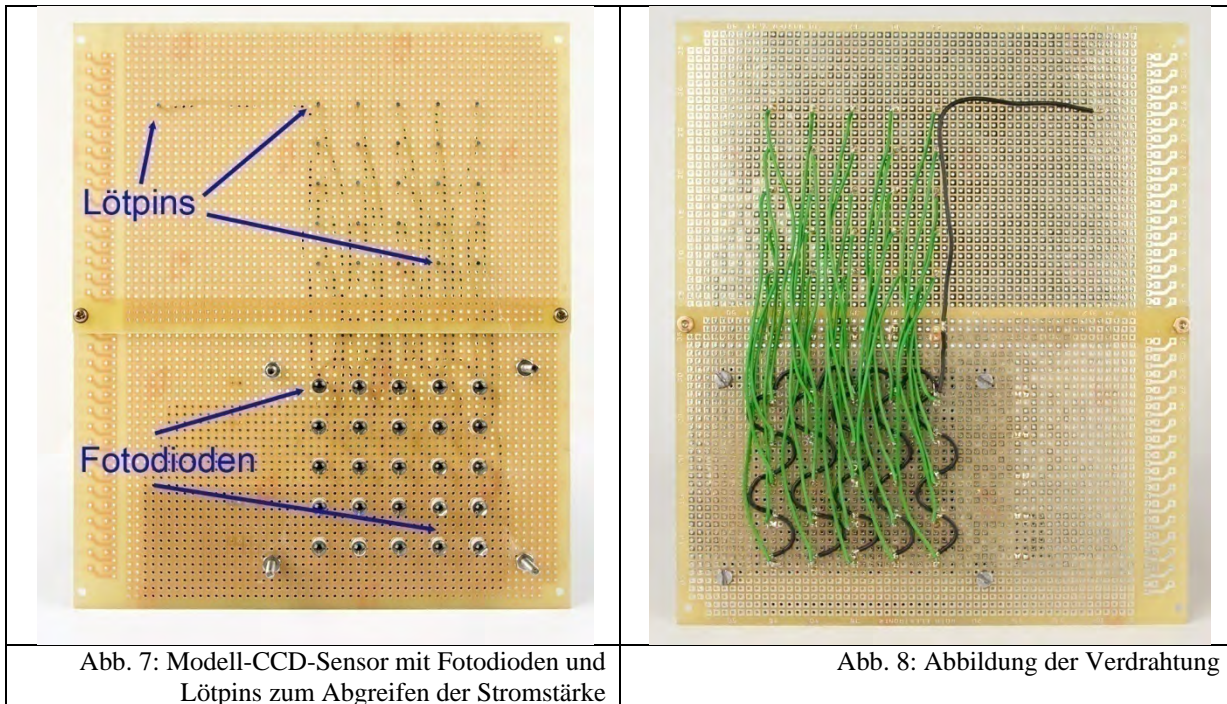 Lötpins
Fotodioden
Abb. 7: Modell-CCD-Sensor mit Fotodioden und
Lötpins zum Abgreifen der Stromstärke
Abb. 8: Abbildung der Verdrahtung